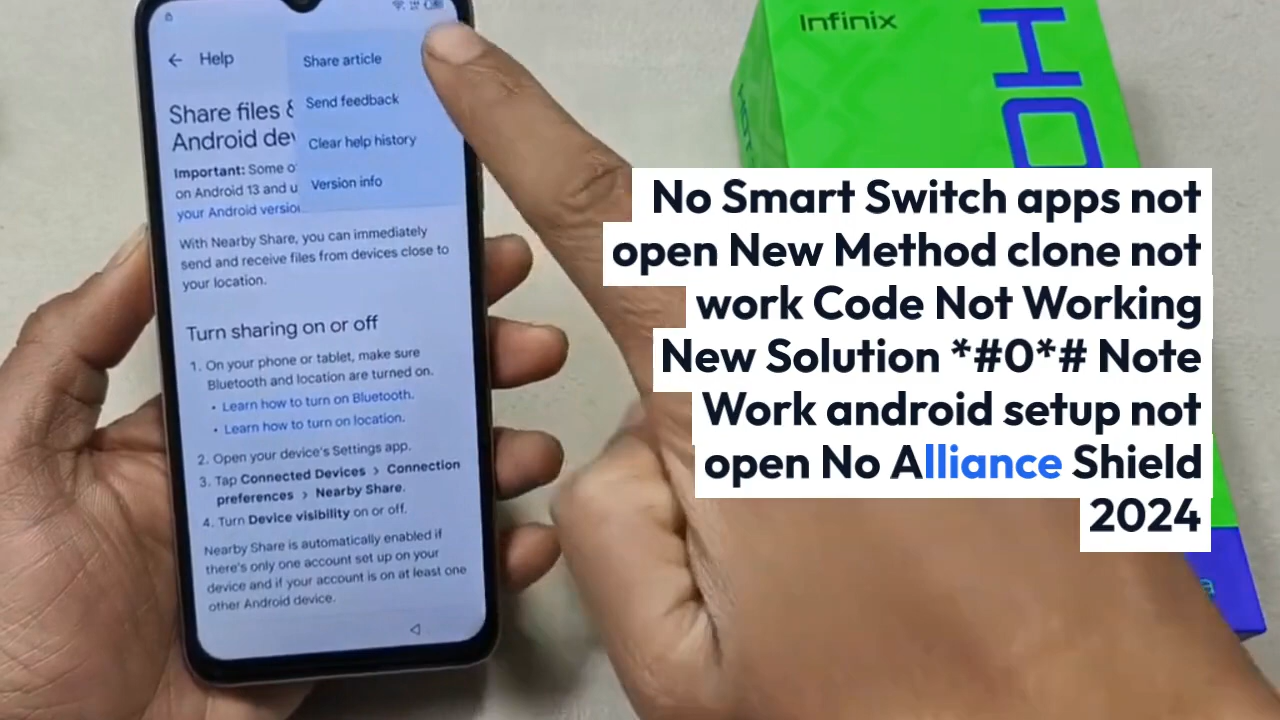 Help
Share article
Send feedback
Clear help history
Version info
Share files &
Android dev
Important: Some o
on Android 13 and u
your Android version
With Nearby Share, you can immediately
send and receive files from devices close to
your location.
Turn sharing on or off
1. On your phone or tablet, make sure
Bluetooth and location are turned on.
• Learn how to turn on Bluetooth.
• Learn how to turn on location.
2. Open your device's Settings app.
3. Tap Connected Devices > Connection
preferences > Nearby Share.
4. Turn Device visibility on or off.
Nearby Share is automatically enabled if
there's only one account set up on your
device and if your account is on at least one
other Android device.
Infinix
HO
No Smart Switch apps not
open New Method clone not
work Code Not Working
New Solution *#0*# Note
Work android setup not
open No Alliance Shield
2024